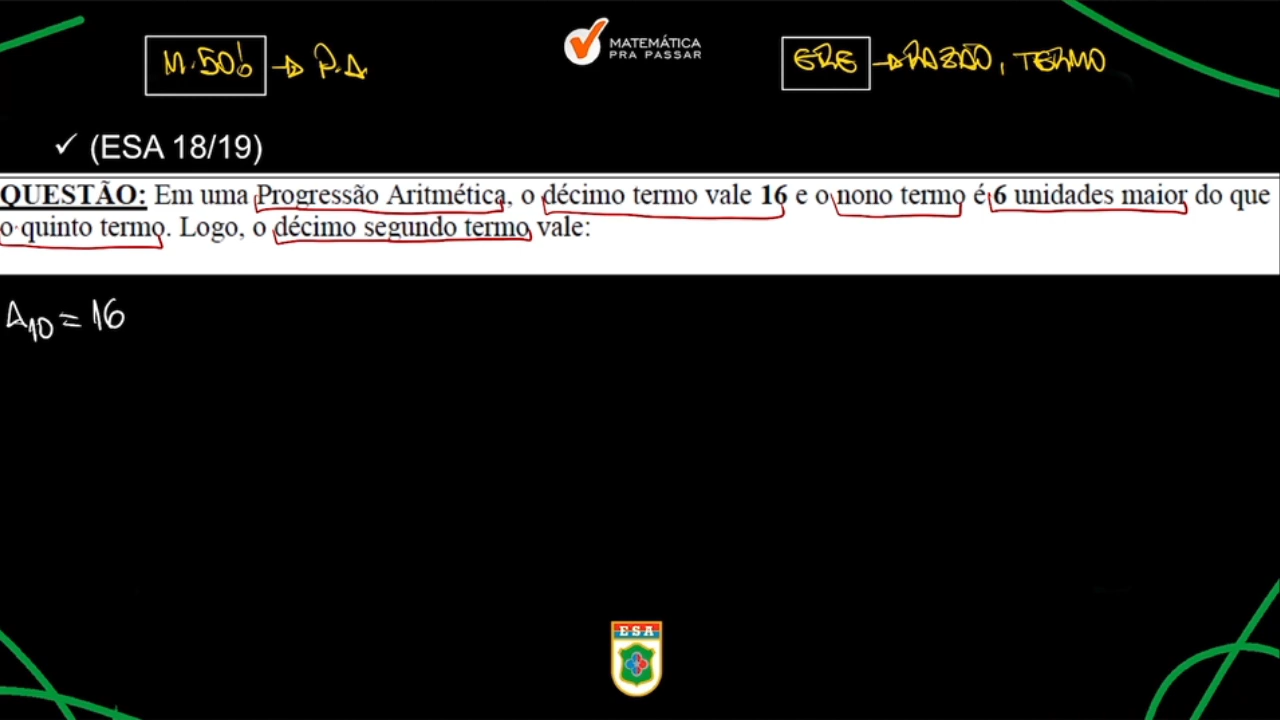 M.50% → P.A
MATEMÁTICA
PRA PASSAR
→ RAZÃO, TERMO
✓ (ESA 18/19)
QUESTÃO: Em uma Progressão Aritmética, o décimo termo vale 16 e o nono termo é 6 unidades maior do que
o quinto termo. Logo, o décimo segundo termo vale:
A10 = 16
ESA